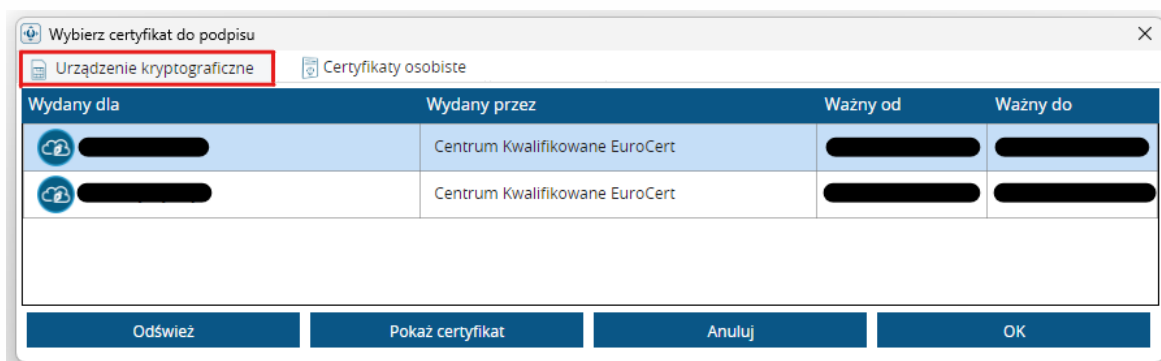 Wybierz certyfikat do podpisu
Urządzenie kryptograficzne Certyfikaty osobiste
Wydany dla Wydany przez Ważny od Ważny do
Centrum Kwalifikowane EuroCert
Centrum Kwalifikowane EuroCert
Odśwież Pokaż certyfikat Anuluj OK